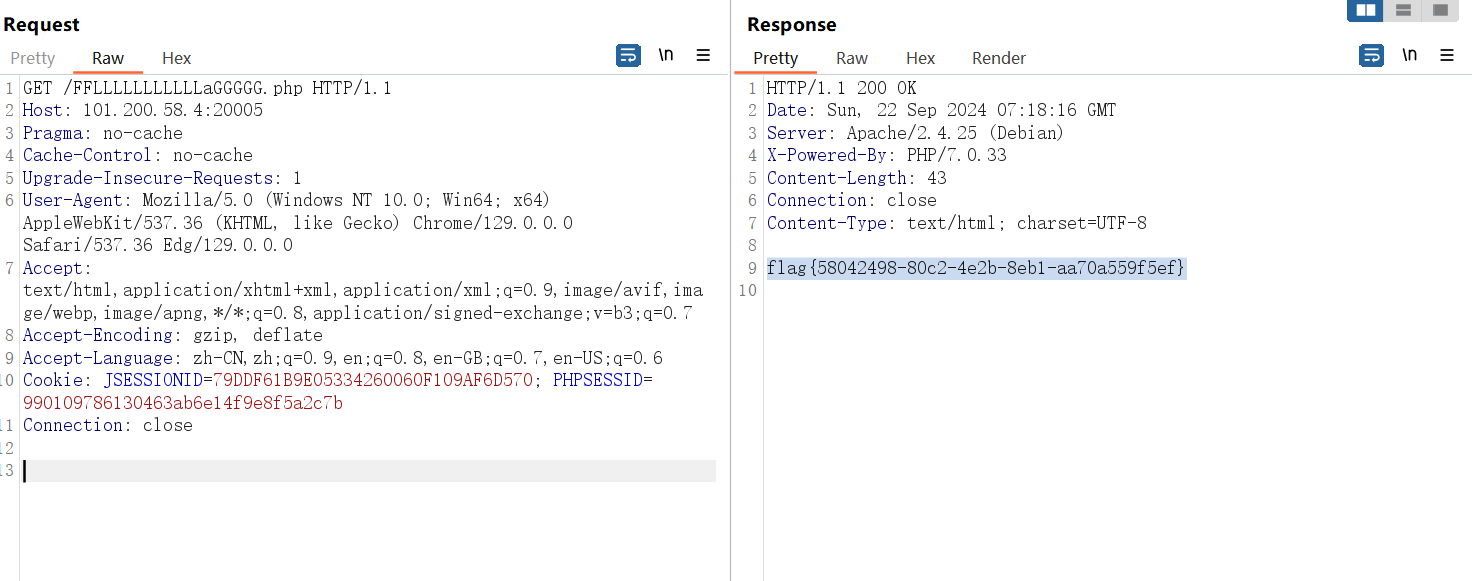 Request
Pretty Raw Hex \n
1 GET /FFLLLLLLLLLLLaGGGGG.php HTTP/1.1
2 Host: 101.200.58.4:20005
3 Pragma: no-cache
4 Cache-Control: no-cache
5 Upgrade-Insecure-Requests: 1
6 User-Agent: Mozilla/5.0 (Windows NT 10.0; Win64; x64)
AppleWebKit/537.36 (KHTML, like Gecko) Chrome/129.0.0.0
Safari/537.36 Edg/129.0.0.0
7 Accept:
text/html,application/xhtml+xml,application/xml;q=0.9,image/avif,ima
ge/webp,image/apng,*/*;q=0.8,application/signed-exchange;v=b3;q=0.7
8 Accept-Encoding: gzip, deflate
9 Accept-Language: zh-CN,zh;q=0.9,en;q=0.8,en-GB;q=0.7,en-US;q=0.6
10 Cookie: JSESSIONID=79DDF61B9E05334260060F109AF6D570; PHPSESSID=
990109786130463ab6e14f9e8f5a2c7b
11 Connection: close
12
13
Response
Pretty Raw Hex Render \n
1 HTTP/1.1 200 OK
2 Date: Sun, 22 Sep 2024 07:18:16 GMT
3 Server: Apache/2.4.25 (Debian)
4 X-Powered-By: PHP/7.0.33
5 Content-Length: 43
6 Connection: close
7 Content-Type: text/html; charset=UTF-8
8
9 flag{58042498-80c2-4e2b-8eb1-aa70a559f5ef}
10